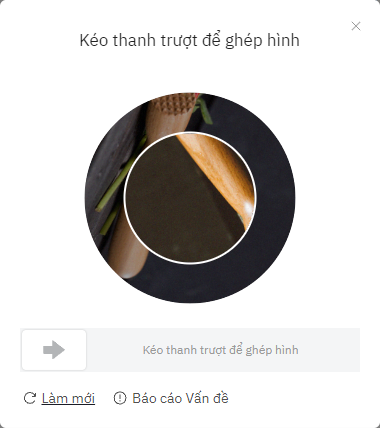 Kéo thanh trượt để ghép hình
Kéo thanh trượt để ghép hình
Làm mới
Báo cáo Vấn đề